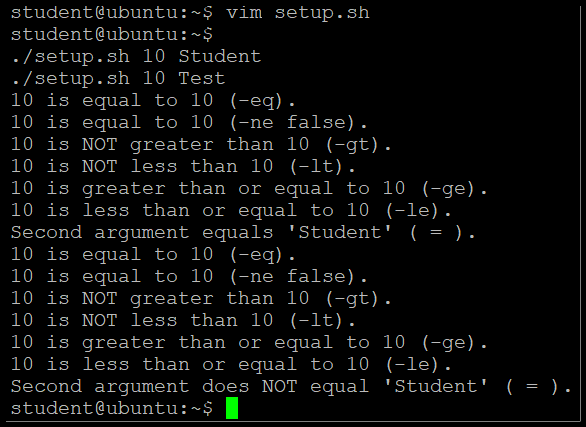 student@ubuntu:~$ vim setup.sh
student@ubuntu:~$
./setup.sh 10 Student
./setup.sh 10 Test
10 is equal to 10 (-eq).
10 is equal to 10 (-ne false).
10 is NOT greater than 10 (-gt).
10 is NOT less than 10 (-lt).
10 is greater than or equal to 10 (-ge).
10 is less than or equal to 10 (-le).
Second argument equals 'Student' ( = ).
10 is equal to 10 (-eq).
10 is equal to 10 (-ne false).
10 is NOT greater than 10 (-gt).
10 is NOT less than 10 (-lt).
10 is greater than or equal to 10 (-ge).
10 is less than or equal to 10 (-le).
Second argument does NOT equal 'Student' ( = ).
student@ubuntu:~$